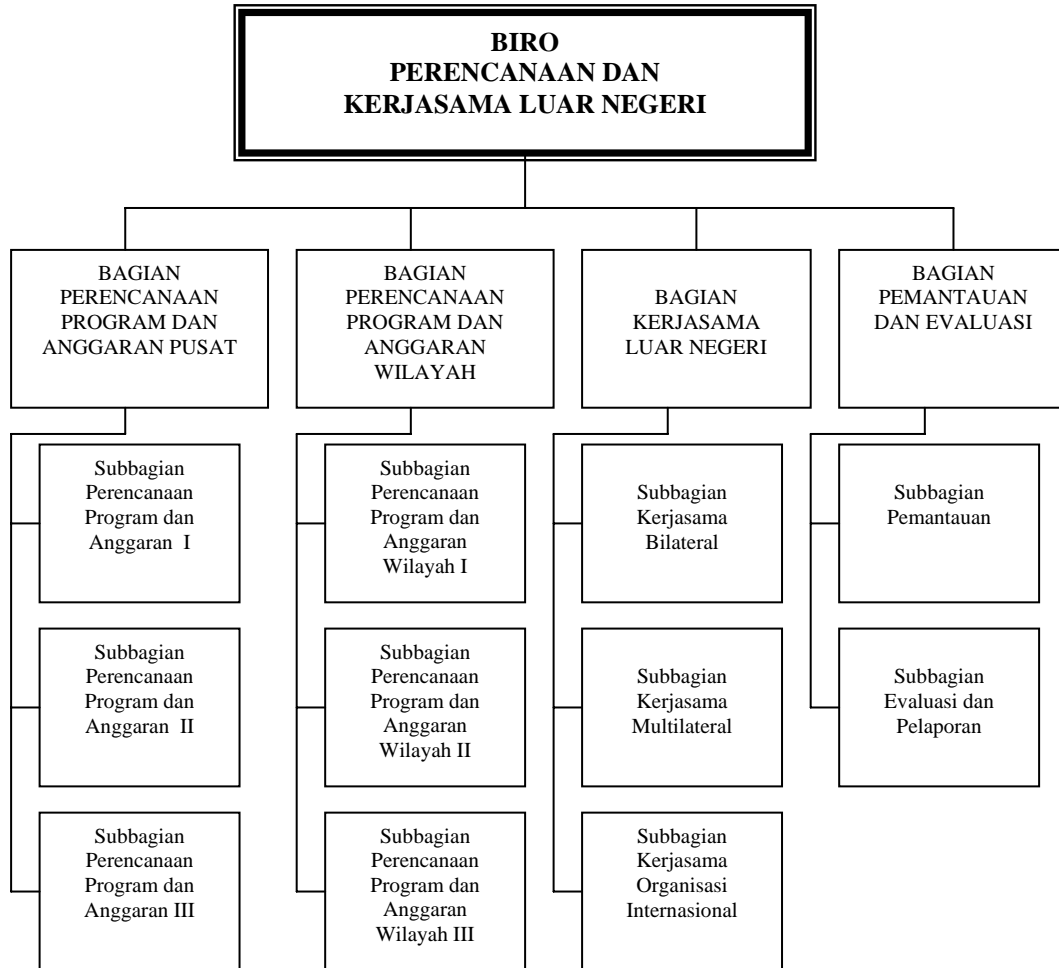 BIRO
PERENCANAAN DAN
KERJASAMA LUAR NEGERI
BAGIAN
PERENCANAAN
PROGRAM DAN
ANGGARAN PUSAT
BAGIAN
PERENCANAAN
PROGRAM DAN
ANGGARAN
WILAYAH
BAGIAN
KERJASAMA
LUAR NEGERI
BAGIAN
PEMANTAUAN
DAN EVALUASI
Subbagian
Perencanaan
Program dan
Anggaran I
Subbagian
Perencanaan
Program dan
Anggaran
Wilayah I
Subbagian
Kerjasama
Bilateral
Subbagian
Pemantauan
Subbagian
Perencanaan
Program dan
Anggaran II
Subbagian
Perencanaan
Program dan
Anggaran
Wilayah II
Subbagian
Kerjasama
Multilateral
Subbagian
Evaluasi dan
Pelaporan
Subbagian
Perencanaan
Program dan
Anggaran III
Subbagian
Perencanaan
Program dan
Anggaran
Wilayah III
Subbagian
Kerjasama
Organisasi
Internasional